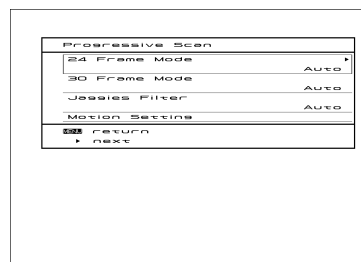 Progressive Scan
24 Frame Mode
Auto
30 Frame Mode
Auto
Jaggies Filter
Auto
Motion Setting
MENU return
next